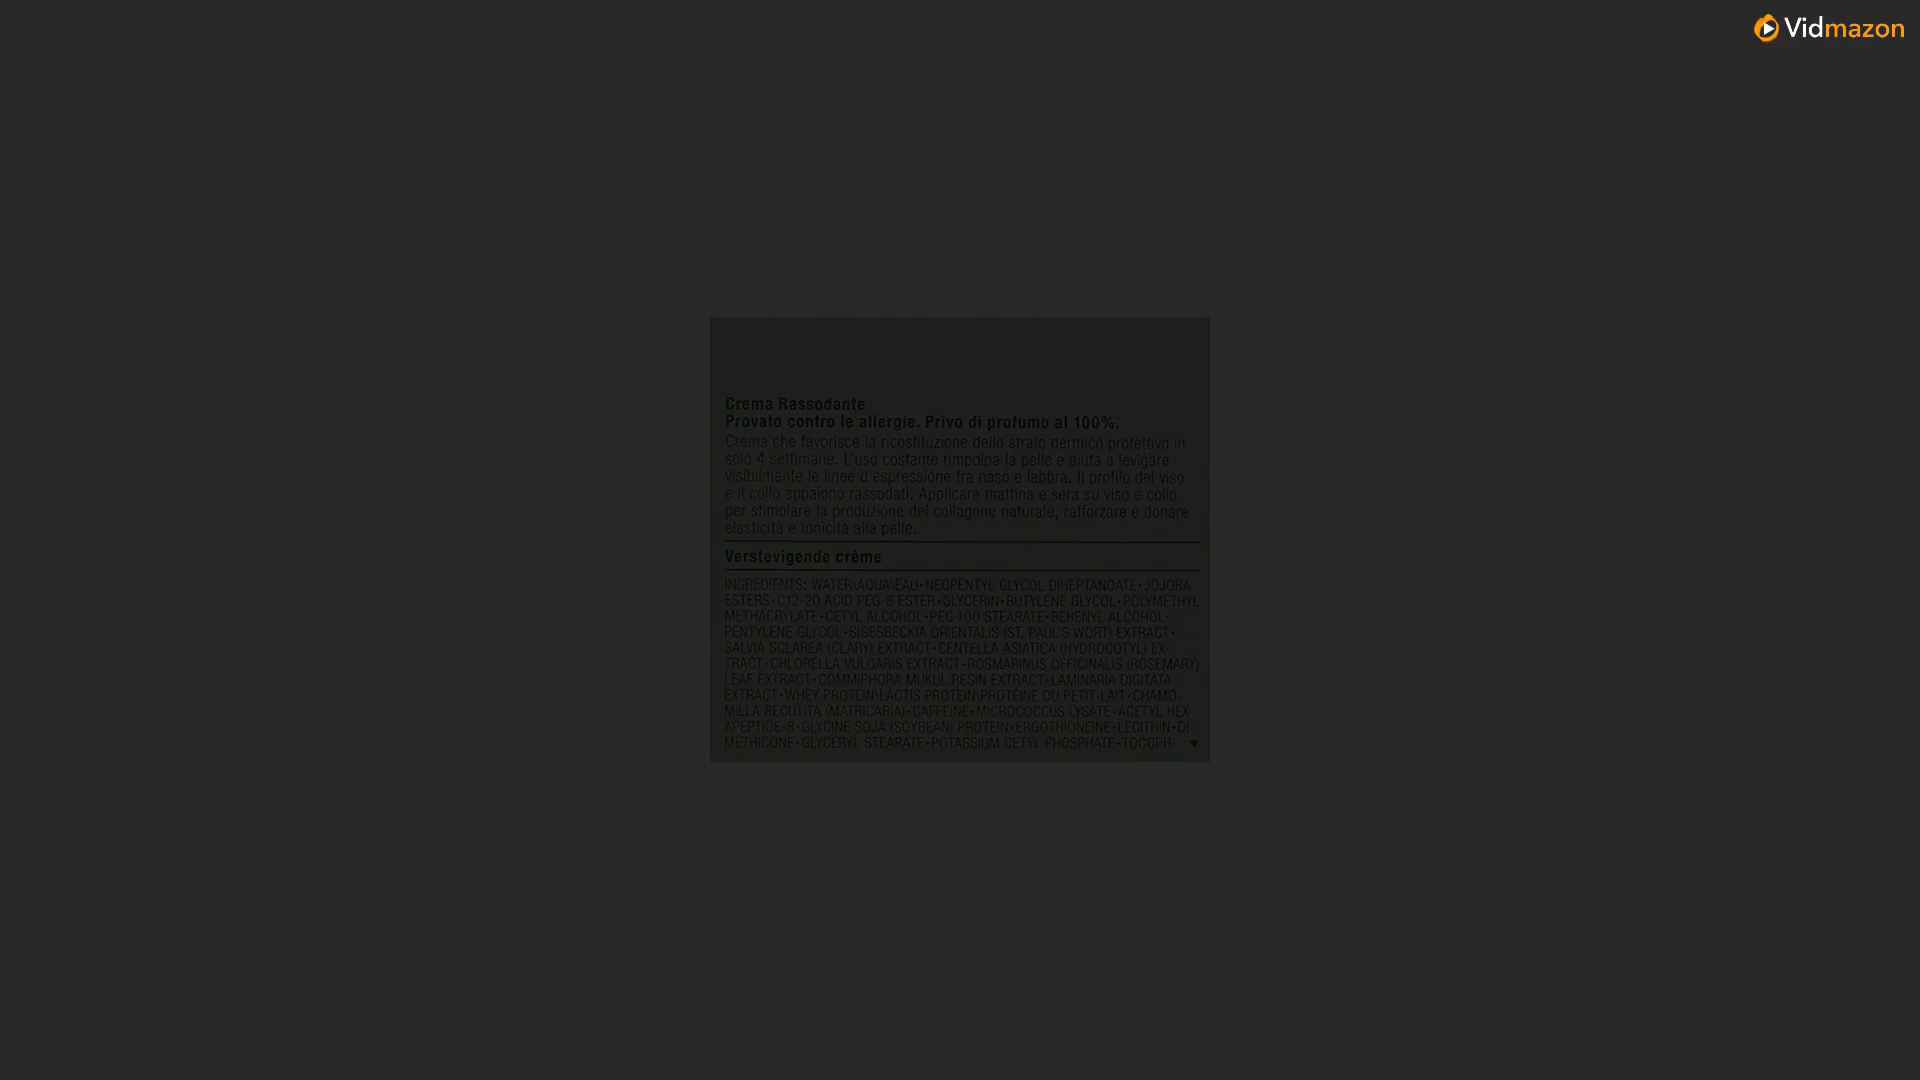 Vidmazon
Crema Rassodante
Provato contro le allergie. Privo di profumo al 100%.
Crema che favorisce la ricostituzione dello strato dermico protettivo in
solo 4 settimane. L'uso costante rimpolpa la pelle e aiuta a levigare
visibilmente le linee d'espressione fra naso e labbra. Il profilo del viso
e il collo appaiono rassodati. Applicare mattina e sera su viso e collo
per stimolare la produzione del collagene naturale, rafforzare e donare
elasticità e tonicità alla pelle.
Verstevigende crème
INGREDIENTS: WATER\AQUA\EAU•NEOPENTYL GLYCOL DIHEPTANOATE•JOJOBA
ESTERS•C12-20 ACID PEG-8 ESTER•GLYCERIN•BUTYLENE GLYCOL•POLYMETHYL
METHACRYLATE•CETYL ALCOHOL•PEG-100 STEARATE•BEHENYL ALCOHOL•
PENTYLENE GLYCOL•SIGESBECKIA ORIENTALIS (ST. PAUL'S WORT) EXTRACT•
SALVIA SCLAREA (CLARY) EXTRACT•CENTELLA ASIATICA (HYDROCOTYL) EX-
TRACT•CHLORELLA VULGARIS EXTRACT•ROSMARINUS OFFICINALIS (ROSEMARY)
LEAF EXTRACT•COMMIPHORA MUKUL RESIN EXTRACT•LAMINARIA DIGITATA
EXTRACT•WHEY PROTEIN\LACTIS PROTEIN\PROTÉINE DU PETIT-LAIT•CHAMO-
MILLA RECUTITA (MATRICARIA)•CAFFEINE•MICROCOCCUS LYSATE•ACETYL HEX-
APEPTIDE-8•GLYCINE SOJA (SOYBEAN) PROTEIN•ERGOTHIONEINE•LECITHIN•DI-
METHICONE•GLYCERYL STEARATE•POTASSIUM CETYL PHOSPHATE•TOCOPH- ▼